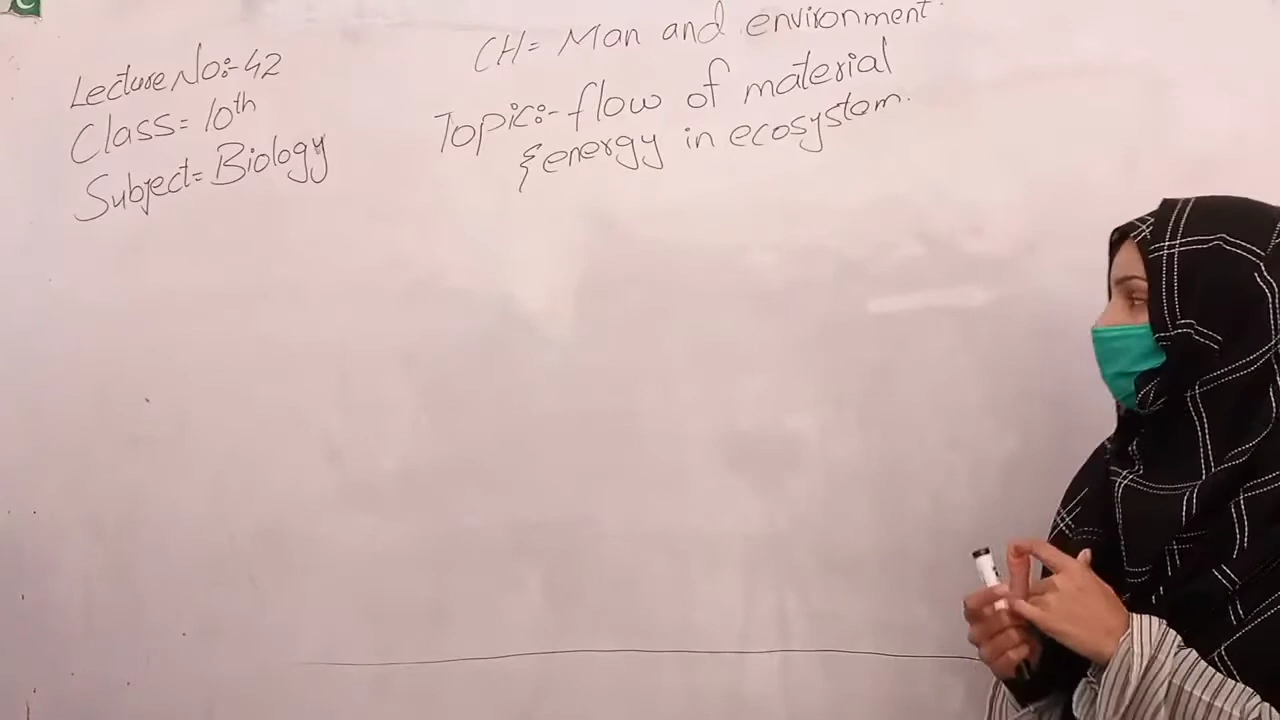 Lecture No:- 42
Class= 10th
Subject= Biology
CH= Man and environment.
Topic:- flow of material
& energy in ecosystem.